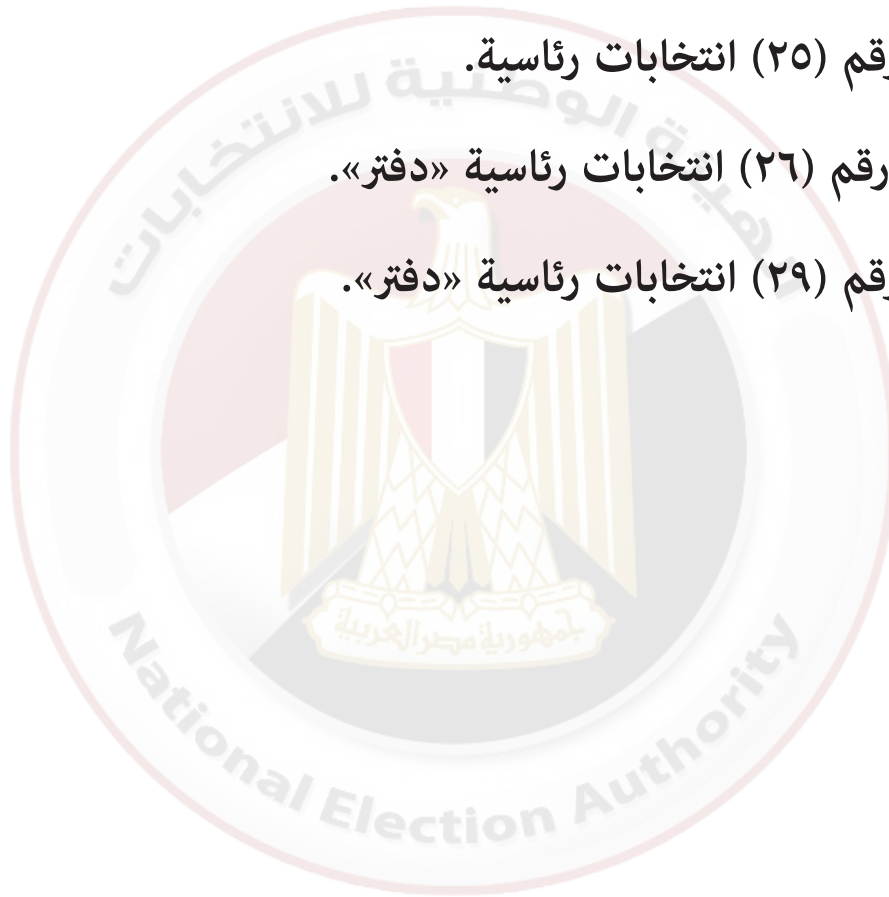 رقم (٢٥) انتخابات رئاسية.
رقم (٢٦) انتخابات رئاسية «دفتر».
رقم (٢٩) انتخابات رئاسية «دفتر».
الهيئة الوطنية للانتخابات
جمهورية مصر العربية
National Election Authority